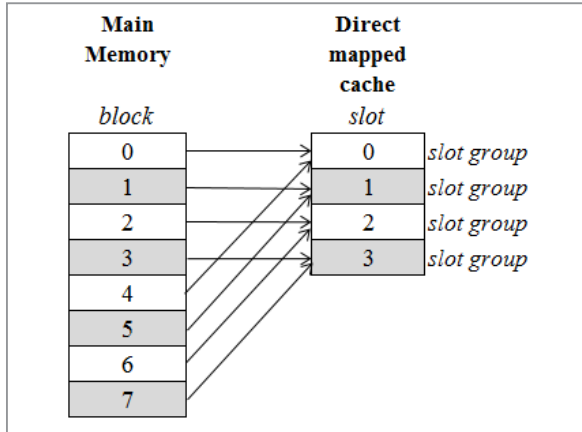 Main
Memory
Direct
mapped
cache
block
slot
0
1
2
3
4
5
6
7
0 slot group
1 slot group
2 slot group
3 slot group